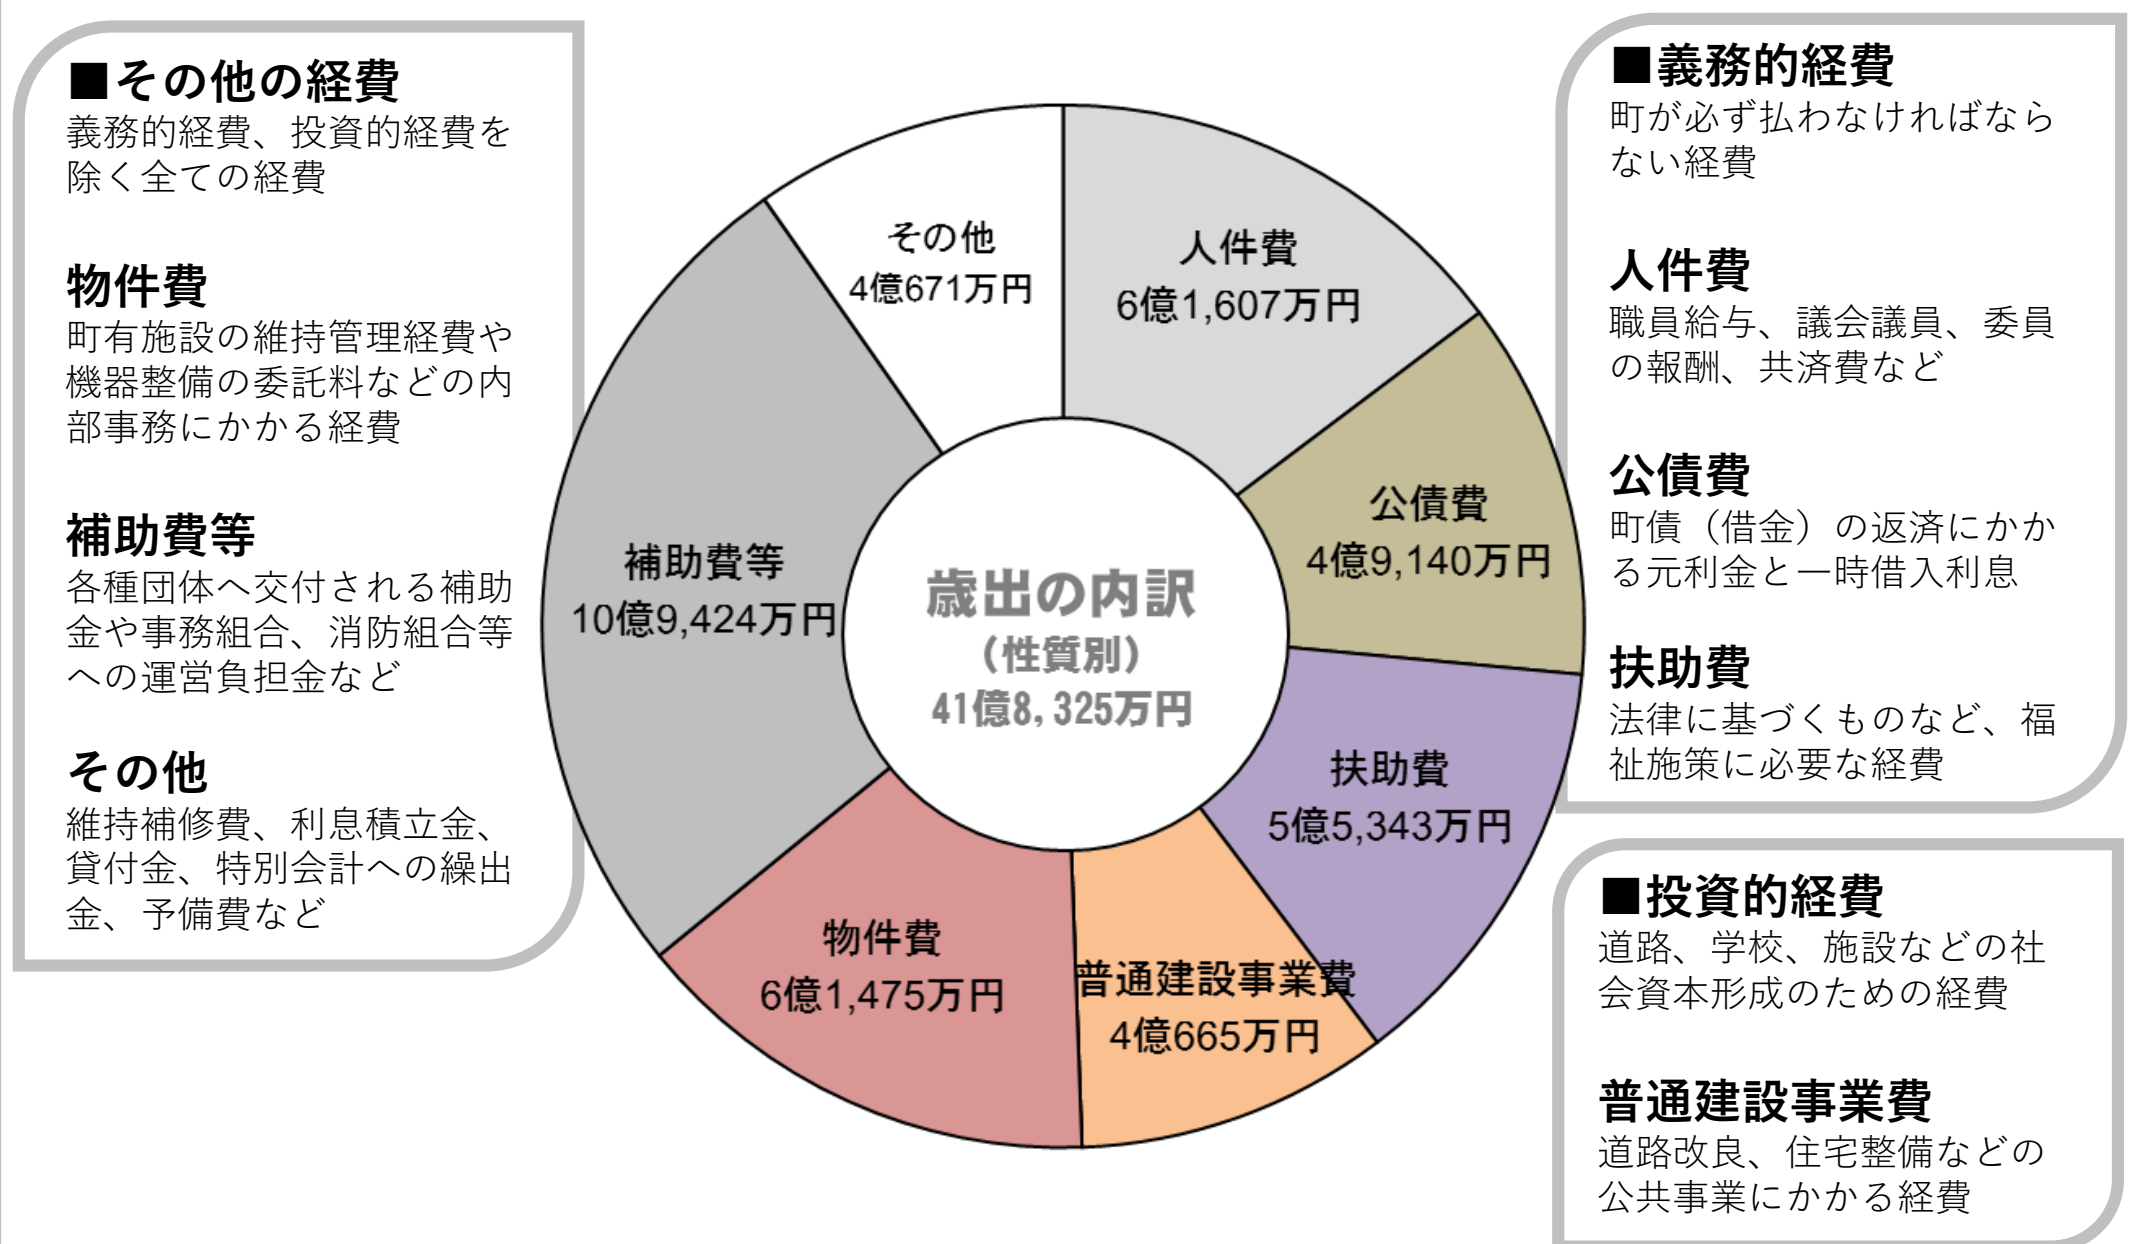 ■その他の経費
義務的経費、投資的経費を
除く全ての経費
物件費
町有施設の維持管理経費や
機器整備の委託料などの内
部事務にかかる経費
補助費等
各種団体へ交付される補助
金や事務組合、消防組合等
への運営負担金など
その他
維持補修費、利息積立金、
貸付金、特別会計への繰出
金、予備費など
その他
4億671万円
人件費
6億1,607万円
公債費
4億9,140万円
扶助費
5億5,343万円
普通建設事業費
4億665万円
物件費
6億1,475万円
補助費等
10億9,424万円
歳出の内訳
（性質別）
41億8,325万円
■義務的経費
町が必ず払わなければなら
ない経費
人件費
職員給与、議会議員、委員
の報酬、共済費など
公債費
町債（借金）の返済にかか
る元利金と一時借入利息
扶助費
法律に基づくものなど、福
祉施策に必要な経費
■投資的経費
道路、学校、施設などの社
会資本形成のための経費
普通建設事業費
道路改良、住宅整備などの
公共事業にかかる経費